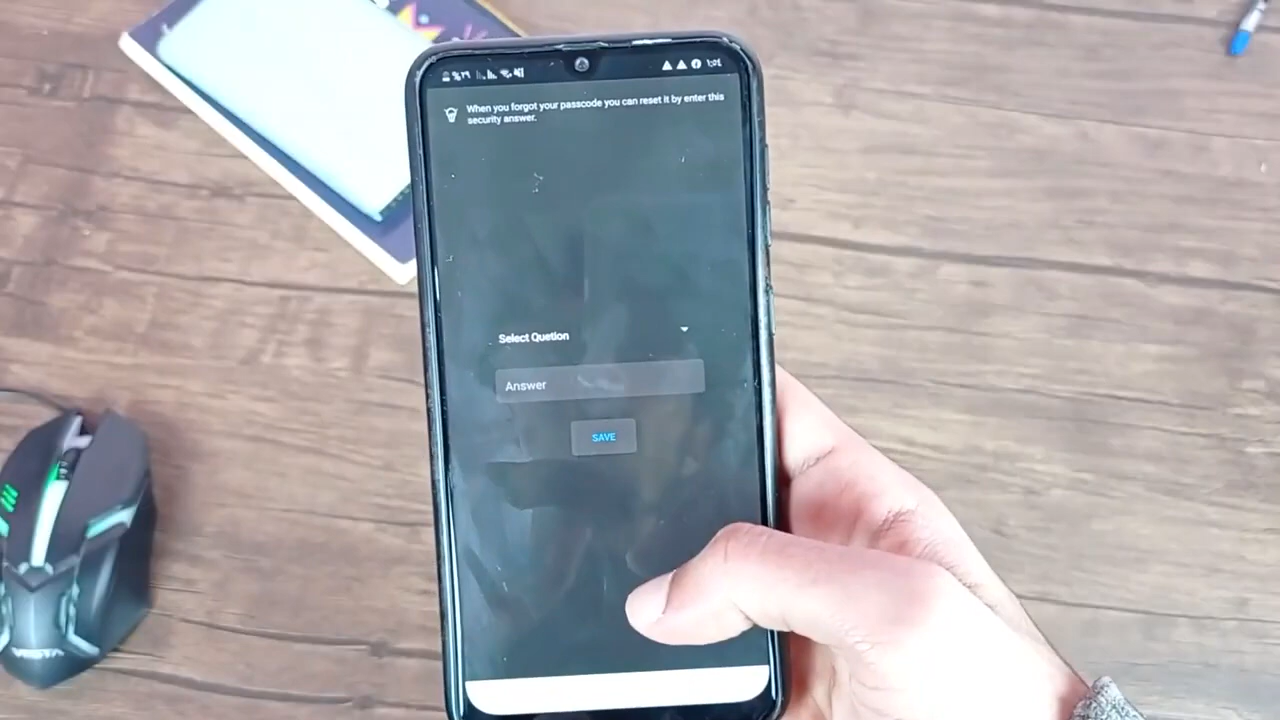 When you forgot your passcode you can reset it by enter this
security answer.
Select Quetion
Answer
SAVE